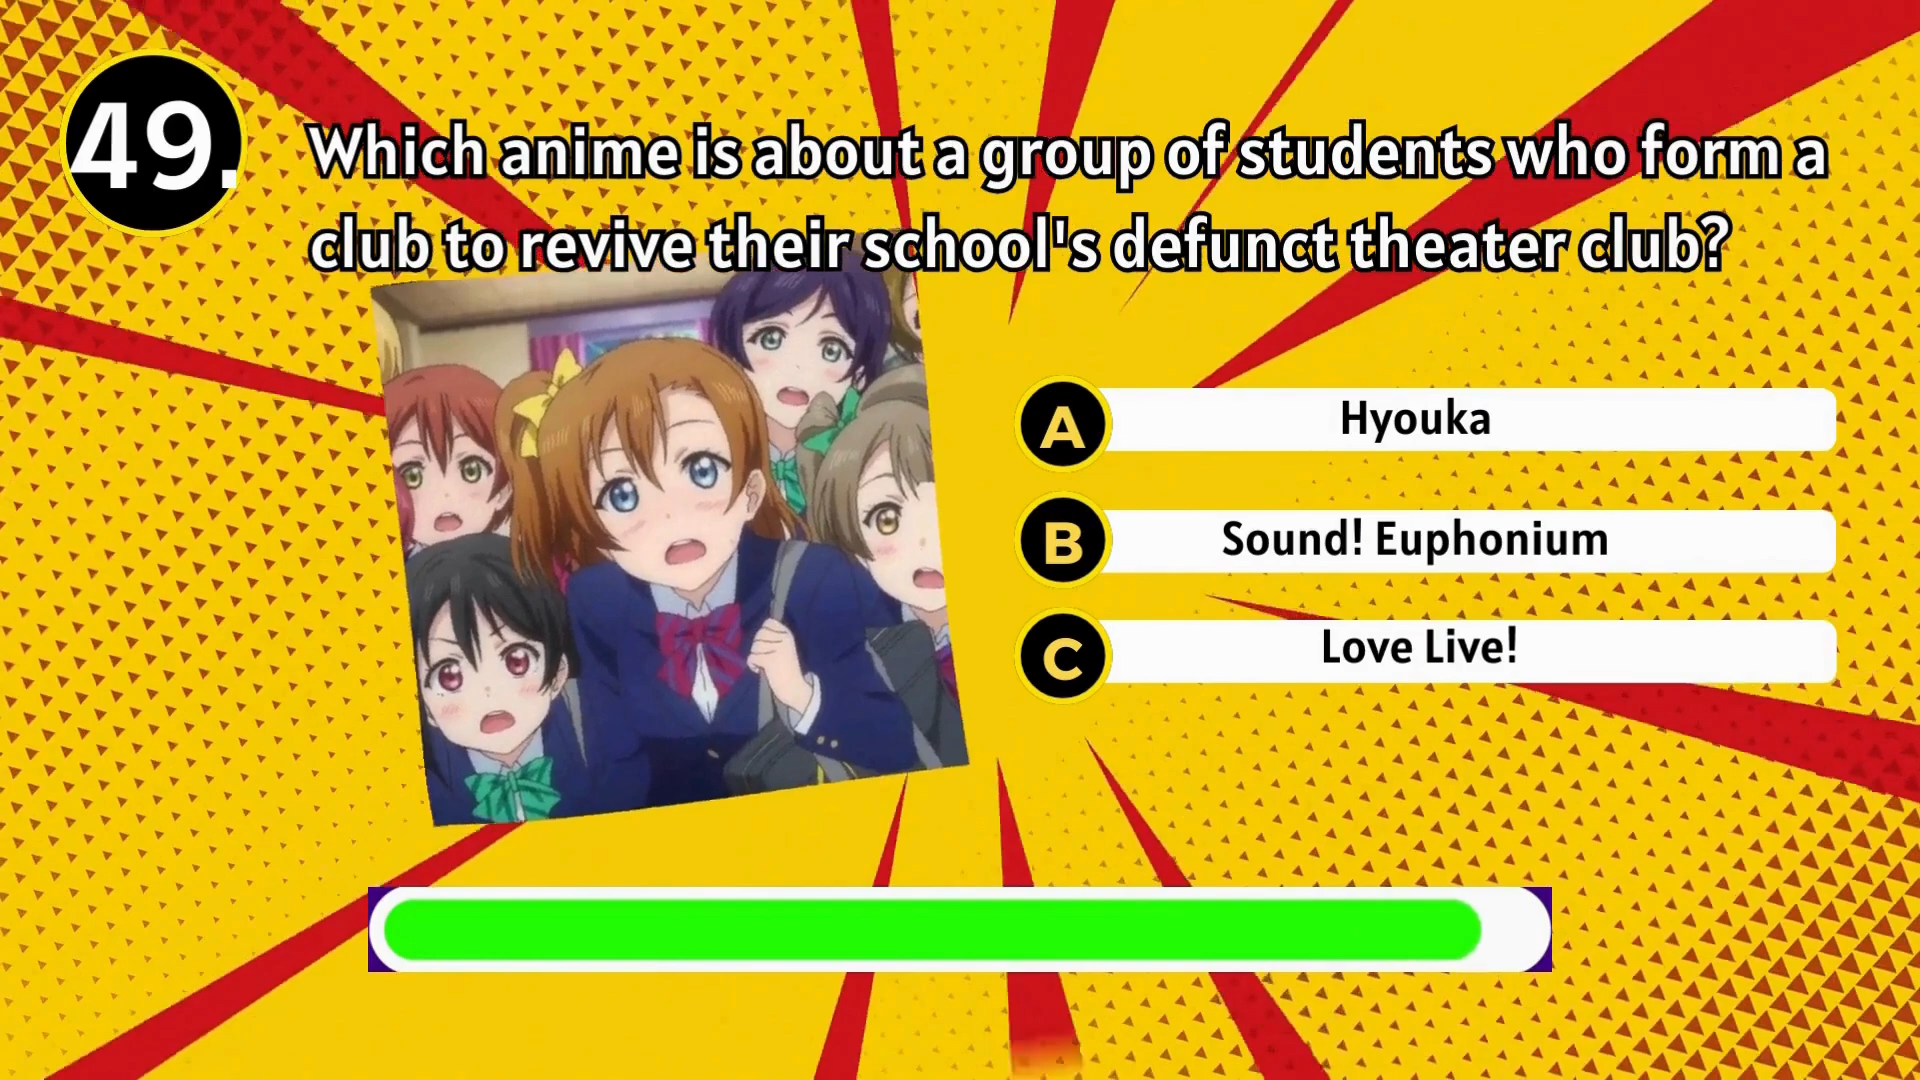 49.
Which anime is about a group of students who form a
club to revive their school's defunct theater club?
A Hyouka
B Sound! Euphonium
C Love Live!